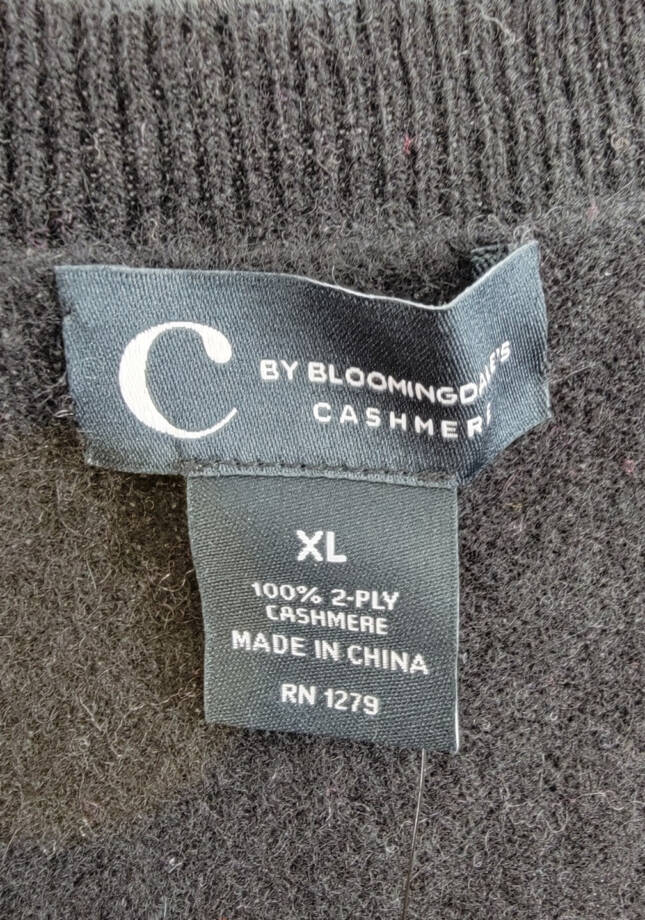 C BY BLOOMINGDALE'S
CASHMERE
XL
100% 2-PLY
CASHMERE
MADE IN CHINA
RN 1279